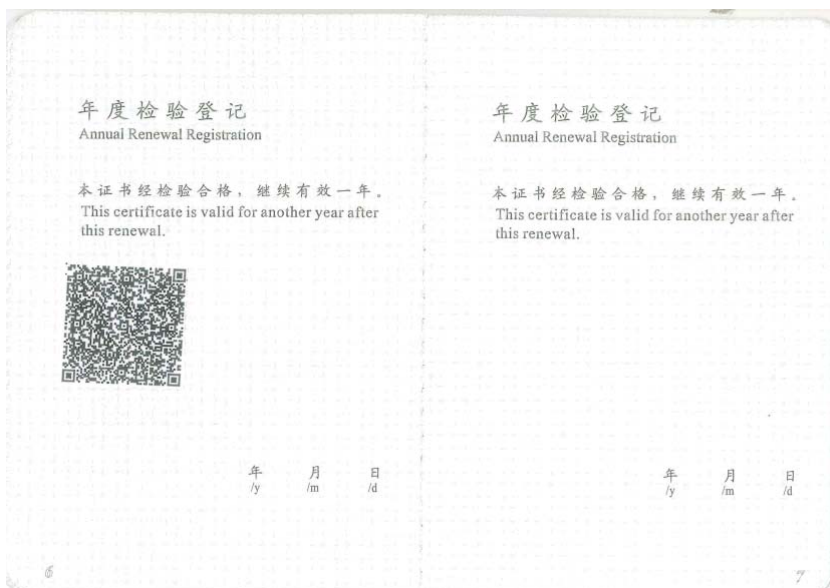 年度检验登记
Annual Renewal Registration
本证书经检验合格，继续有效一年。
This certificate is valid for another year after
this renewal.
年 月 日
/y /m /d
6
年度检验登记
Annual Renewal Registration
本证书经检验合格，继续有效一年。
This certificate is valid for another year after
this renewal.
年 月 日
/y /m /d
7